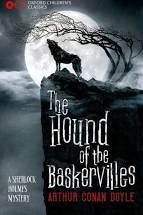 OXFORD CHILDREN'S
CLASSICS
The
Hound
of the
Baskervilles
A SHERLOCK
HOLMES
MYSTERY
ARTHUR CONAN DOYLE